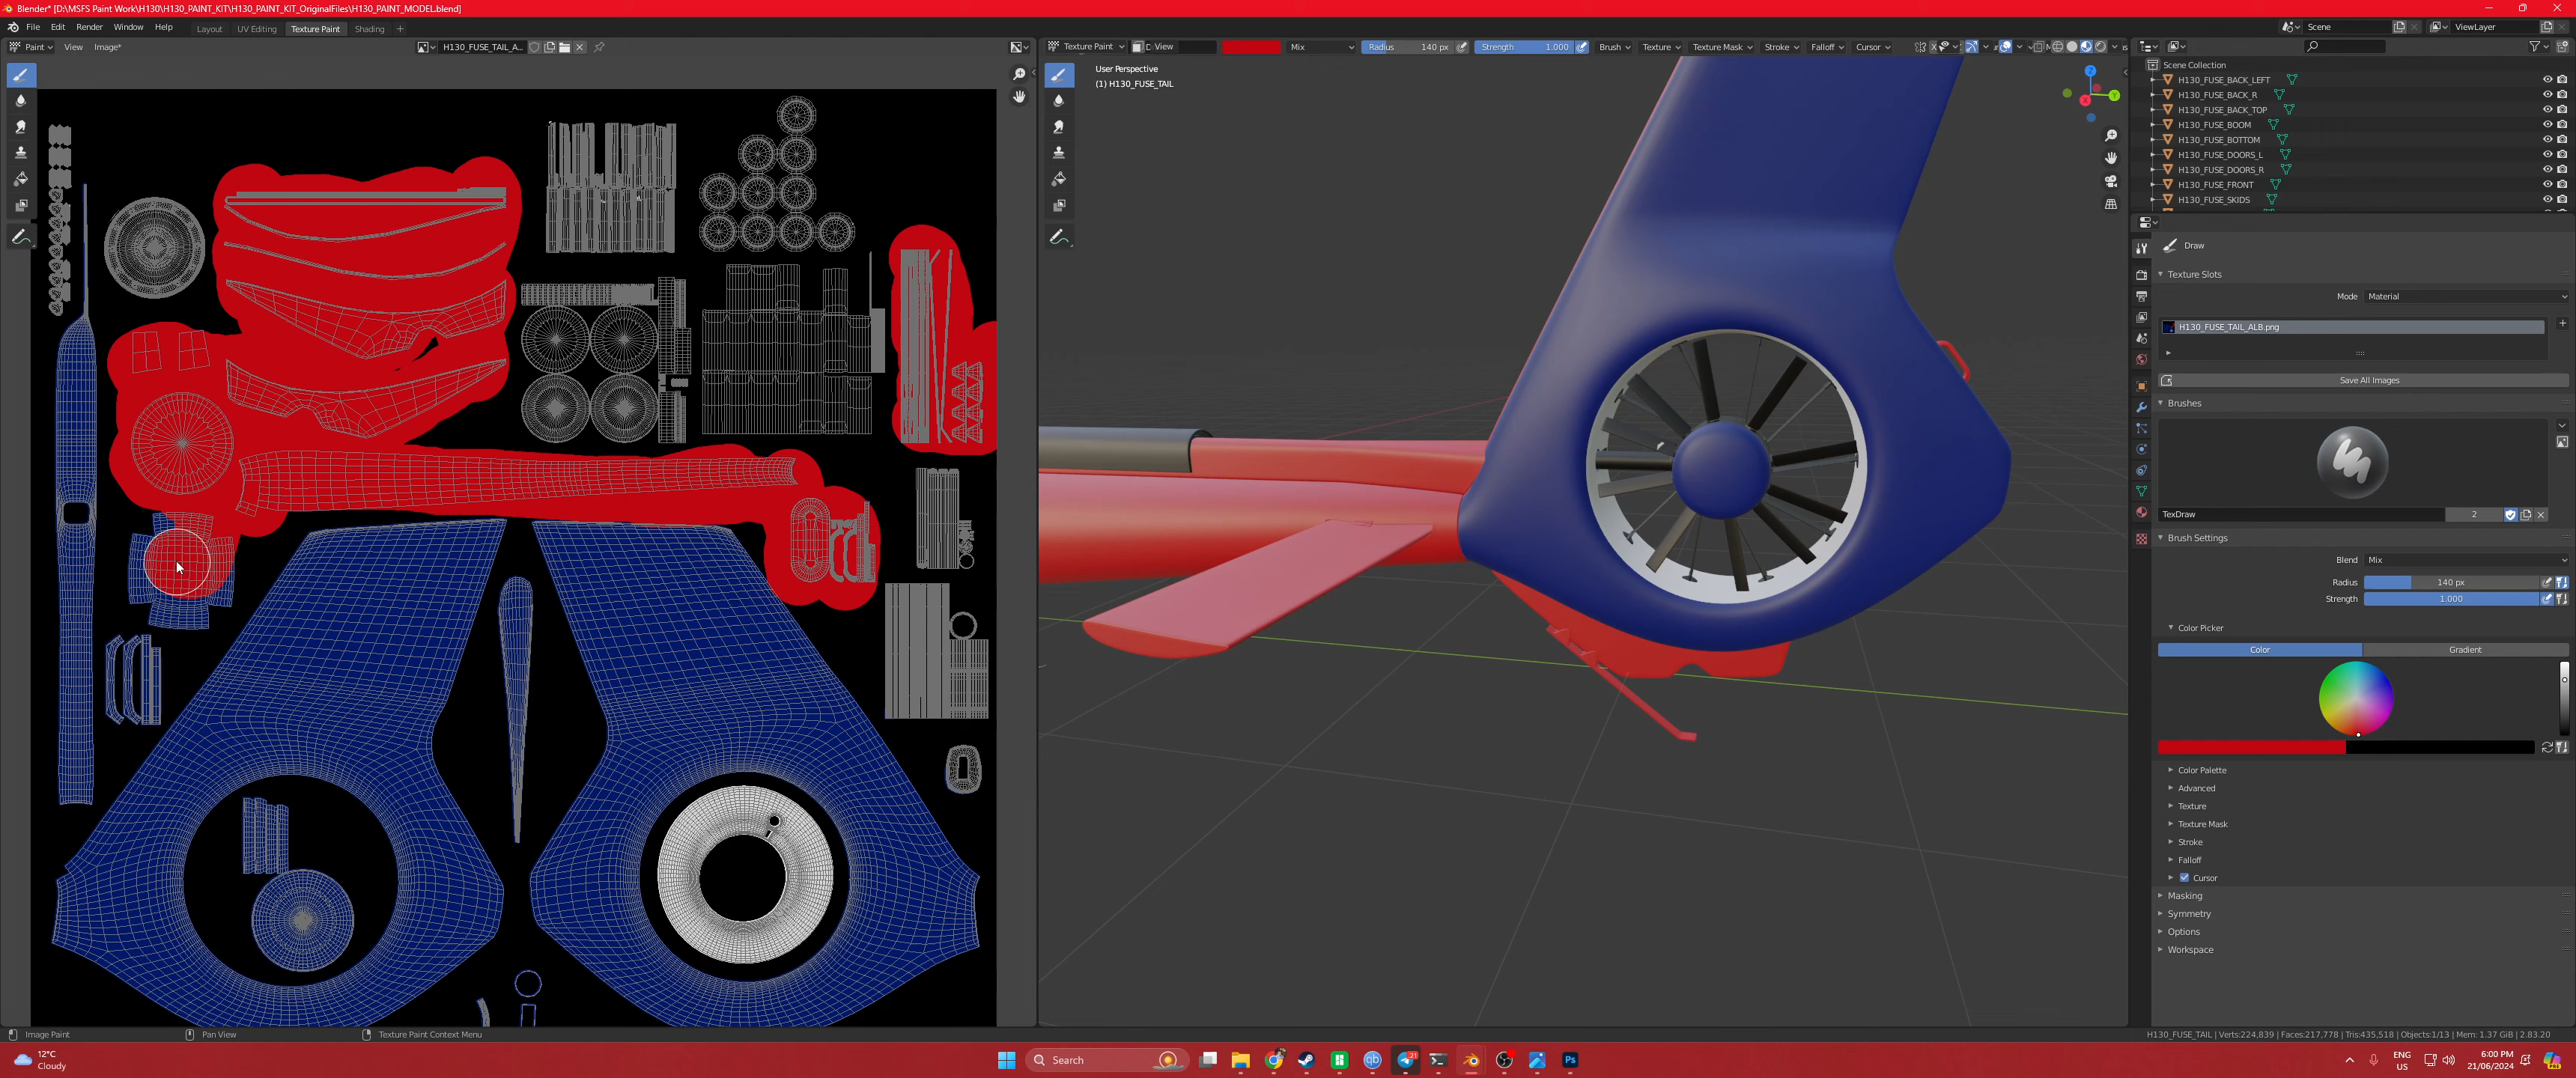 Blender* [D:\MSFS Paint Work\H130\H130_PAINT_KIT\H130_PAINT_KIT_OriginalFiles\H130_PAINT_MODEL.blend]
File Edit Render Window Help Layout UV Editing Texture Paint Shading +
Scene ViewLayer
Paint View Image* H130_FUSE_TAIL_A...
Texture Paint View Mix Radius 140 px Strength 1.000 Brush Texture Texture Mask Stroke Falloff Cursor
User Perspective
(1) H130_FUSE_TAIL
Scene Collection
H130_FUSE_BACK_LEFT
H130_FUSE_BACK_R
H130_FUSE_BACK_TOP
H130_FUSE_BOOM
H130_FUSE_BOTTOM
H130_FUSE_DOORS_L
H130_FUSE_DOORS_R
H130_FUSE_FRONT
H130_FUSE_SKIDS
Draw
Texture Slots
Mode Material
H130_FUSE_TAIL_ALB.png
Save All Images
Brushes
TexDraw 2
Brush Settings
Blend Mix
Radius 140 px
Strength 1.000
Color Picker
Color Gradient
Color Palette
Advanced
Texture
Texture Mask
Stroke
Falloff
Cursor
Masking
Symmetry
Options
Workspace
Image Paint Pan View Texture Paint Context Menu
H130_FUSE_TAIL | Verts:224,839 | Faces:217,778 | Tris:435,518 | Objects:1/13 | Mem: 1.37 GiB | 2.83.20
12°C
Cloudy
Search
21
qb
Ps
ENG
US
6:00 PM
21/06/2024